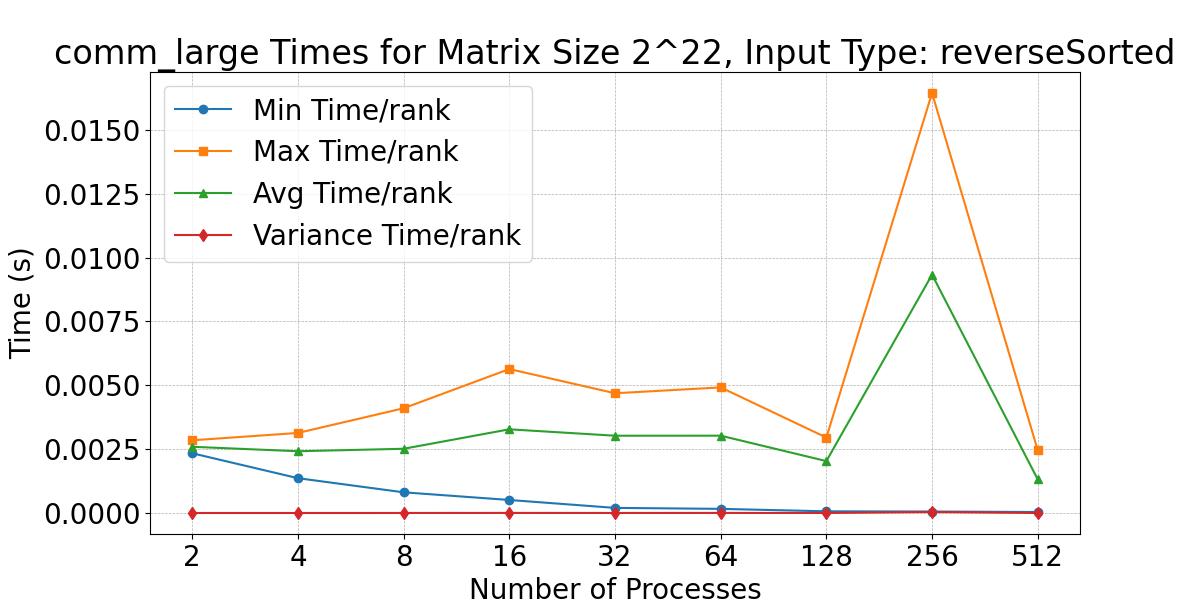 comm_large Times for Matrix Size 2^22, Input Type: reverseSorted
Min Time/rank
Max Time/rank
Avg Time/rank
Variance Time/rank
Time (s)
0.0150
0.0125
0.0100
0.0075
0.0050
0.0025
0.0000
2 4 8 16 32 64 128 256 512
Number of Processes